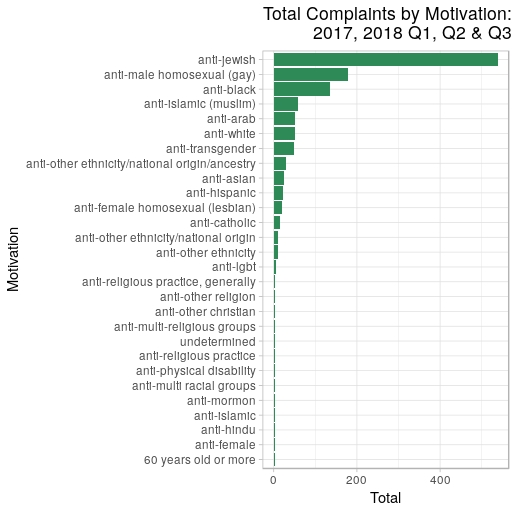 Total Complaints by Motivation:
2017, 2018 Q1, Q2 & Q3
anti-jewish
anti-male homosexual (gay)
anti-black
anti-islamic (muslim)
anti-arab
anti-white
anti-transgender
anti-other ethnicity/national origin/ancestry
anti-asian
anti-hispanic
anti-female homosexual (lesbian)
anti-catholic
anti-other ethnicity/national origin
anti-other ethnicity
anti-lgbt
anti-religious practice, generally
anti-other religion
anti-other christian
anti-multi-religious groups
undetermined
anti-religious practice
anti-physical disability
anti-multi racial groups
anti-mormon
anti-islamic
anti-hindu
anti-female
60 years old or more
Motivation
0 200 400
Total